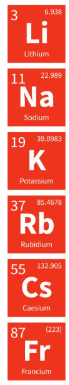 3 6.938
Li
Lithium
11 22.989
Na
Sodium
19 39.0983
K
Potassium
37 85.4678
Rb
Rubidium
55 132.905
Cs
Caesium
87 (223)
Fr
Francium